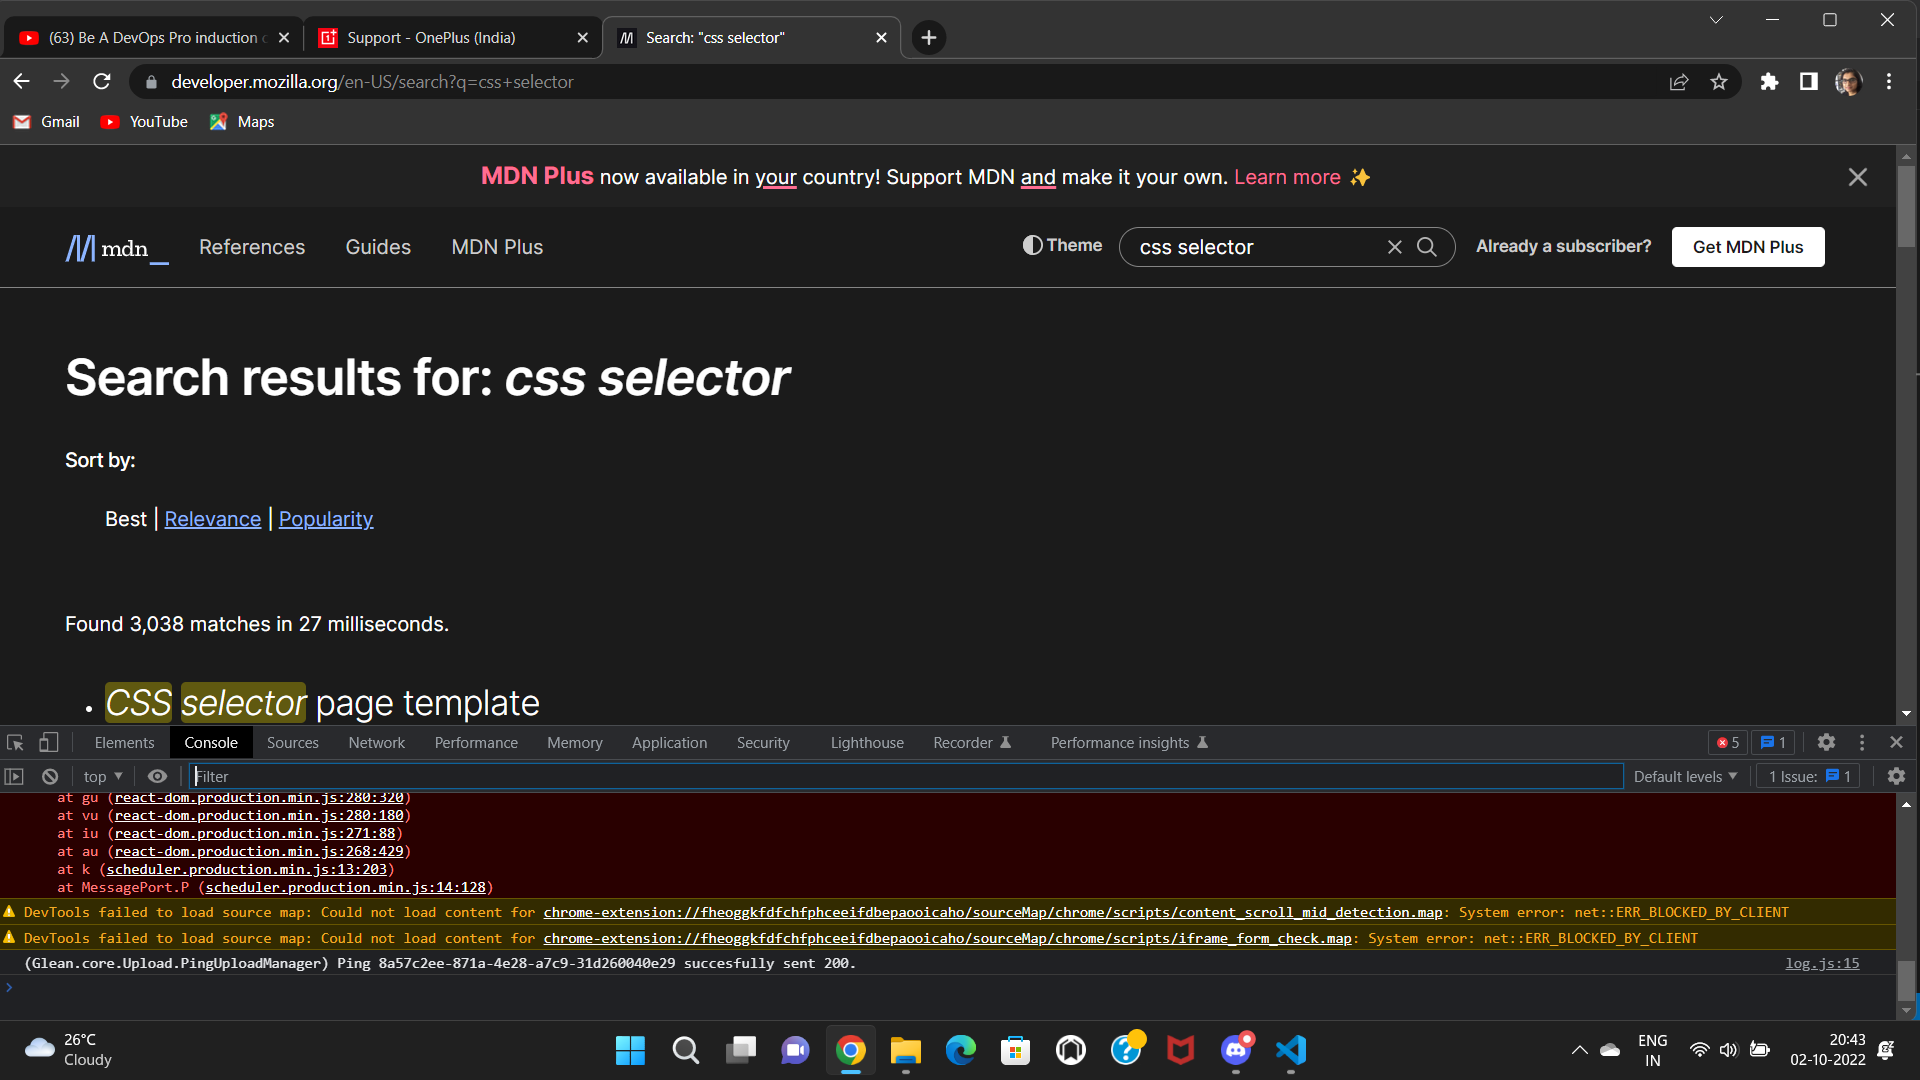 (63) Be A DevOps Pro induction
Support - OnePlus (India)
Search: "css selector"
developer.mozilla.org/en-US/search?q=css+selector
Gmail
YouTube
Maps
MDN Plus now available in your country! Support MDN and make it your own. Learn more ✨
mdn_
References
Guides
MDN Plus
Theme
css selector
Already a subscriber?
Get MDN Plus
Search results for: css selector
Sort by:
Best | Relevance | Popularity
Found 3,038 matches in 27 milliseconds.
• CSS selector page template
Elements
Console
Sources
Network
Performance
Memory
Application
Security
Lighthouse
Recorder
Performance insights
5
1
top
Filter
Default levels
1 Issue:
1
at gu (react-dom.production.min.js:280:320)
at vu (react-dom.production.min.js:280:180)
at iu (react-dom.production.min.js:271:88)
at au (react-dom.production.min.js:268:429)
at k (scheduler.production.min.js:13:203)
at MessagePort.P (scheduler.production.min.js:14:128)
DevTools failed to load source map: Could not load content for chrome-extension://fheoggkfdfchfphceeifdbepaooicaho/sourceMap/chrome/scripts/content_scroll_mid_detection.map: System error: net::ERR_BLOCKED_BY_CLIENT
DevTools failed to load source map: Could not load content for chrome-extension://fheoggkfdfchfphceeifdbepaooicaho/sourceMap/chrome/scripts/iframe_form_check.map: System error: net::ERR_BLOCKED_BY_CLIENT
(Glean.core.Upload.PingUploadManager) Ping 8a57c2ee-871a-4e28-a7c9-31d260040e29 succesfully sent 200.
log.js:15
26°C
Cloudy
ENG
IN
20:43
02-10-2022